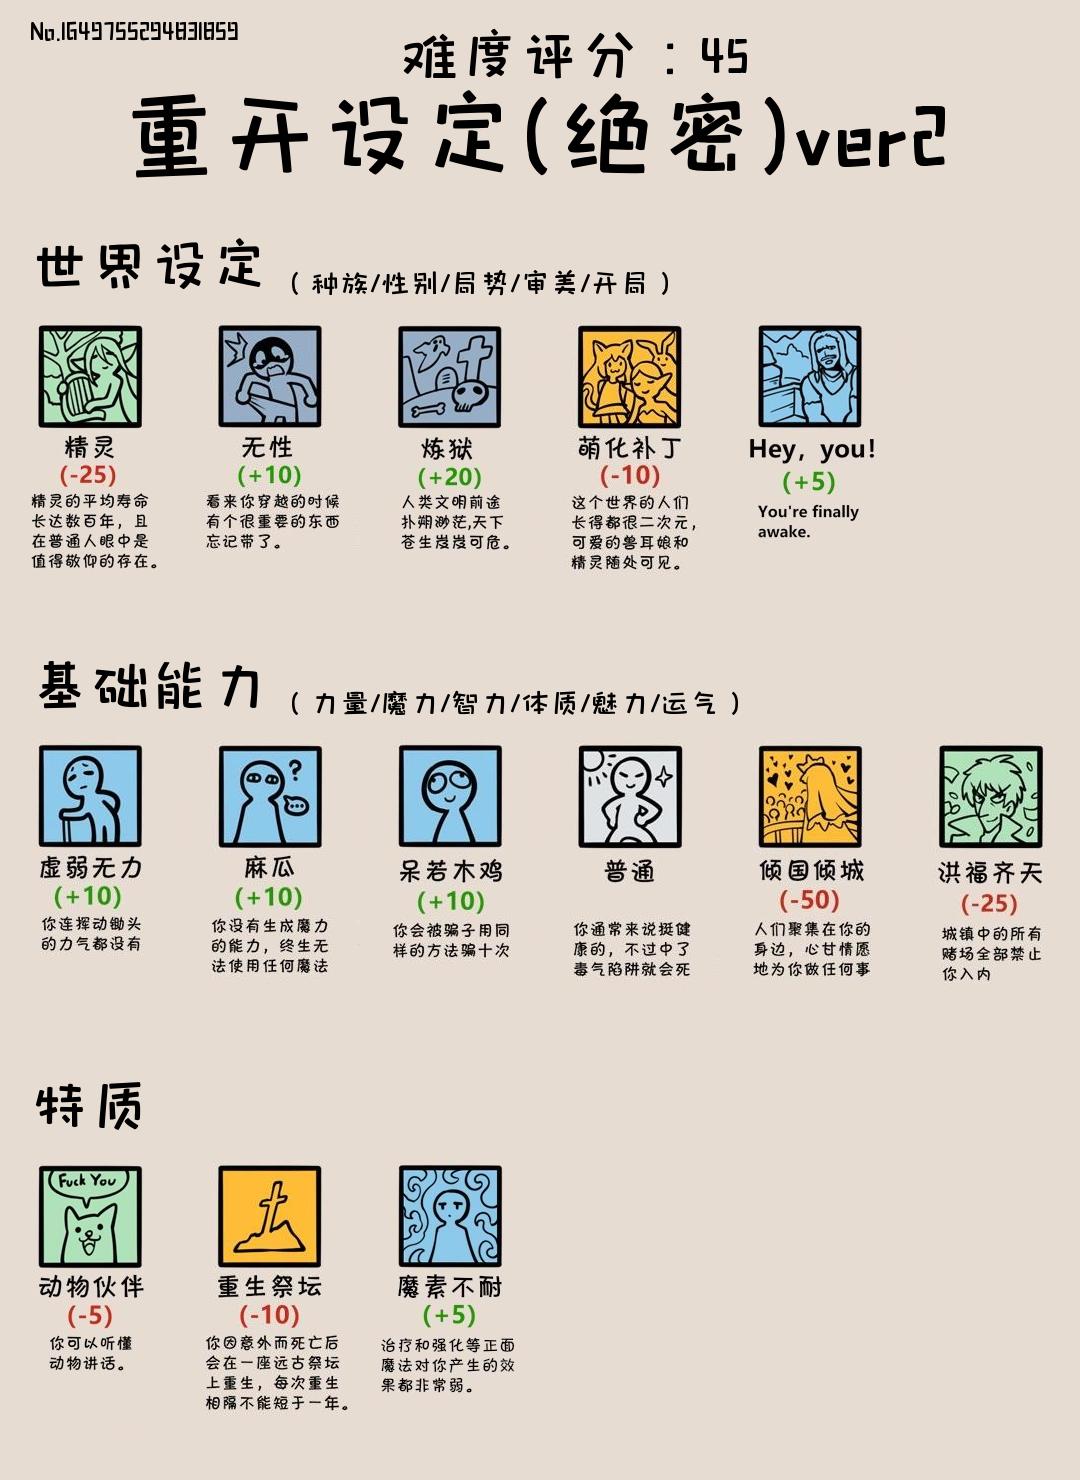 No.1649755294831859
难度评分：45
重开设定(绝密)ver2
世界设定（种族/性别/局势/审美/开局）
精灵
(-25)
精灵的平均寿命
长达数百年，且
在普通人眼中是
值得敬仰的存在。
无性
(+10)
看来你穿越的时候
有个很重要的东西
忘记带了。
炼狱
(+20)
人类文明前途
扑朔渺茫,天下
苍生岌岌可危。
萌化补丁
(-10)
这个世界的人们
长得都很二次元，
可爱的兽耳娘和
精灵随处可见。
Hey, you!
(+5)
You're finally
awake.
基础能力（力量/魔力/智力/体质/魅力/运气）
虚弱无力
(+10)
你连挥动锄头
的力气都没有
麻瓜
(+10)
你没有生成魔力
的能力，终生无
法使用任何魔法
呆若木鸡
(+10)
你会被骗子用同
样的方法骗十次
普通
你通常来说挺健
康的，不过中了
毒气陷阱就会死
倾国倾城
(-50)
人们聚集在你的
身边，心甘情愿
地为你做任何事
洪福齐天
(-25)
城镇中的所有
赌场全部禁止
你入内
特质
Fuck You
动物伙伴
(-5)
你可以听懂
动物讲话。
重生祭坛
(-10)
你因意外而死亡后
会在一座远古祭坛
上重生，每次重生
相隔不能短于一年。
魔素不耐
(+5)
治疗和强化等正面
魔法对你产生的效
果都非常弱。